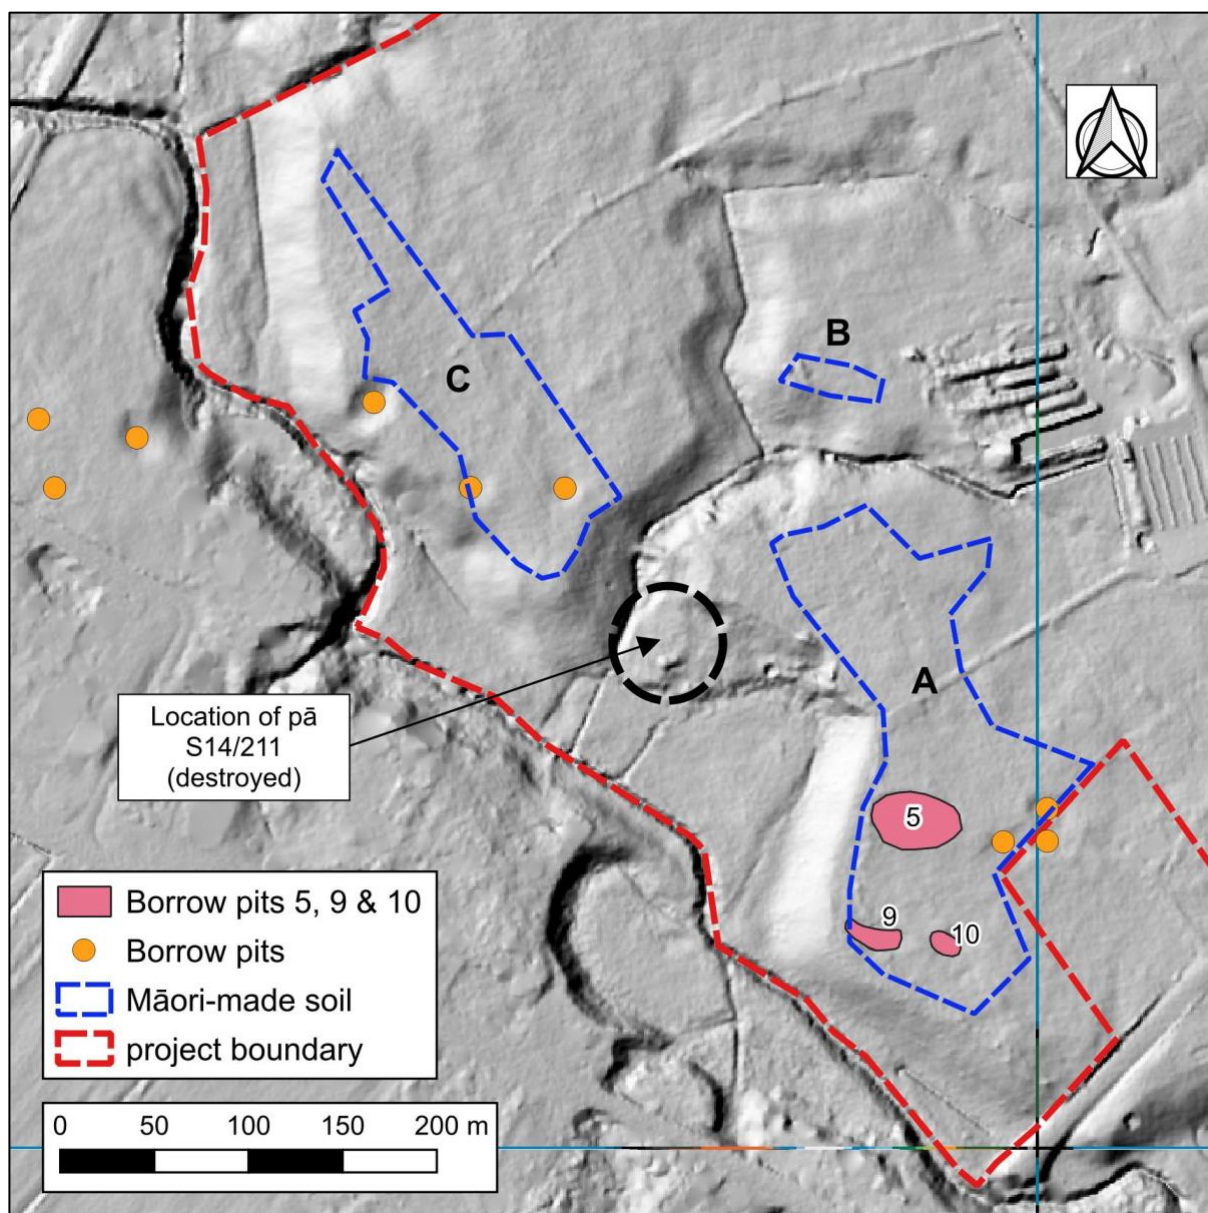 B
C
A
Location of pā
S14/211
(destroyed)
5
9
10
Borrow pits 5, 9 & 10
Borrow pits
Māori-made soil
project boundary
0 50 100 150 200 m